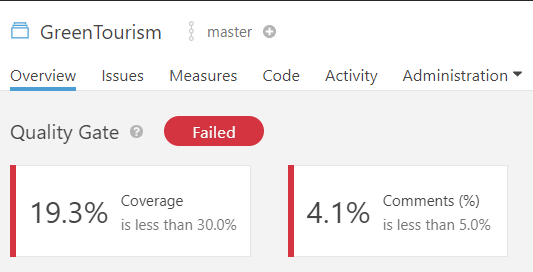 GreenTourism master
Overview Issues Measures Code Activity Administration
Quality Gate ? Failed
19.3% Coverage
is less than 30.0%
4.1% Comments (%)
is less than 5.0%